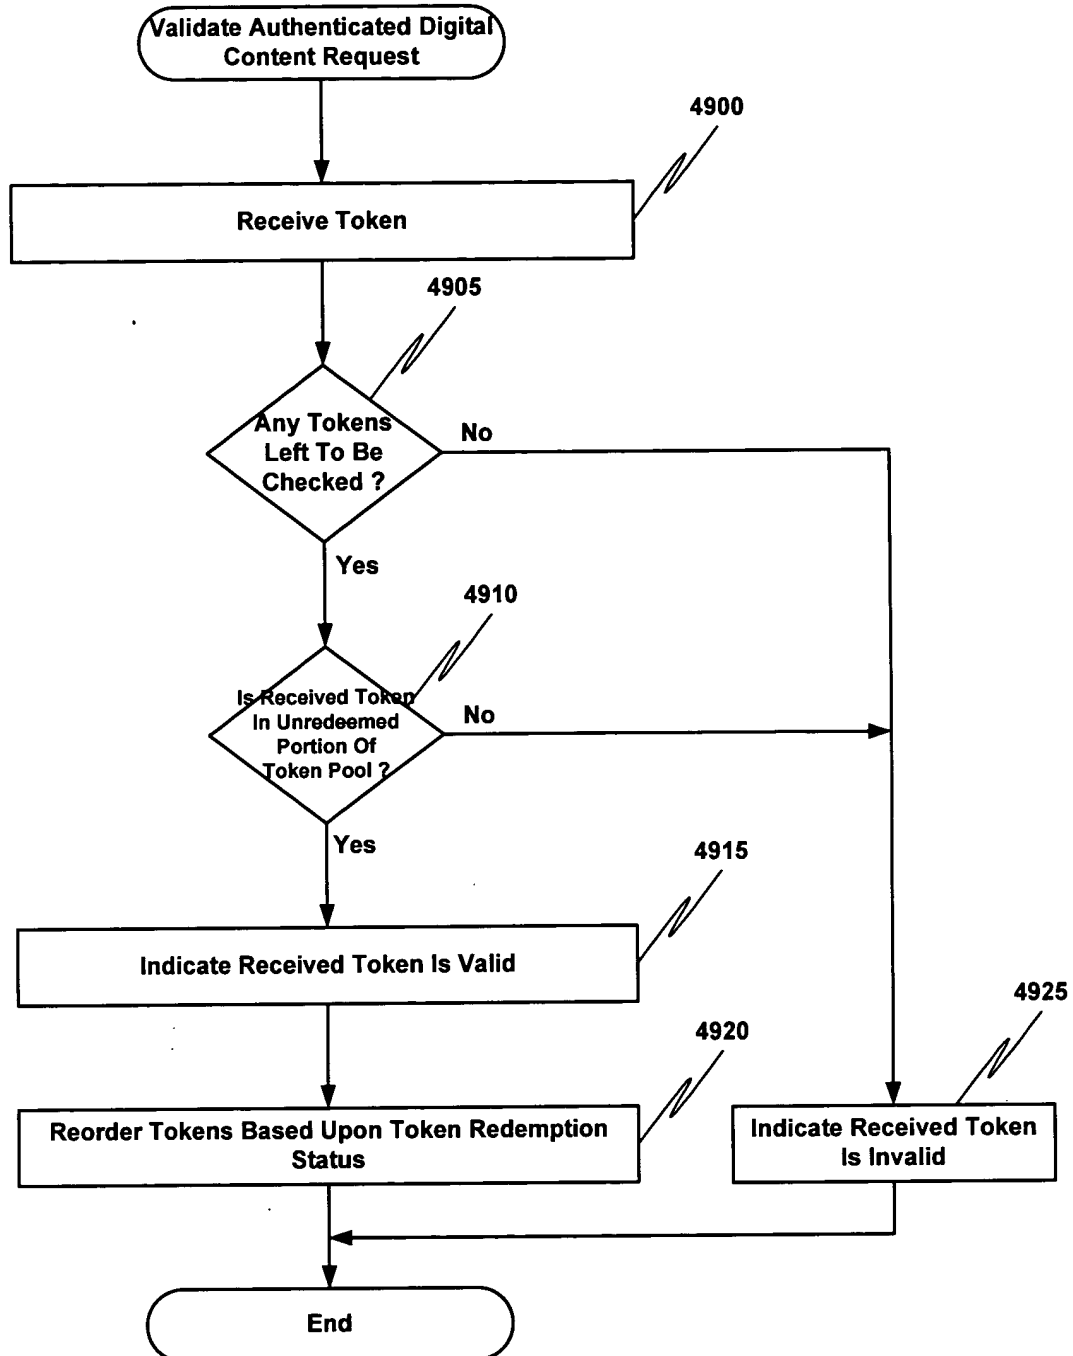 Validate Authenticated Digital
Content Request
4900
Receive Token
4905
Any Tokens
Left To Be
Checked ?
No
Yes
4910
Is Received Token
In Unredeemed
Portion Of
Token Pool ?
No
Yes
4915
Indicate Received Token Is Valid
4925
4920
Reorder Tokens Based Upon Token Redemption
Status
Indicate Received Token
Is Invalid
End